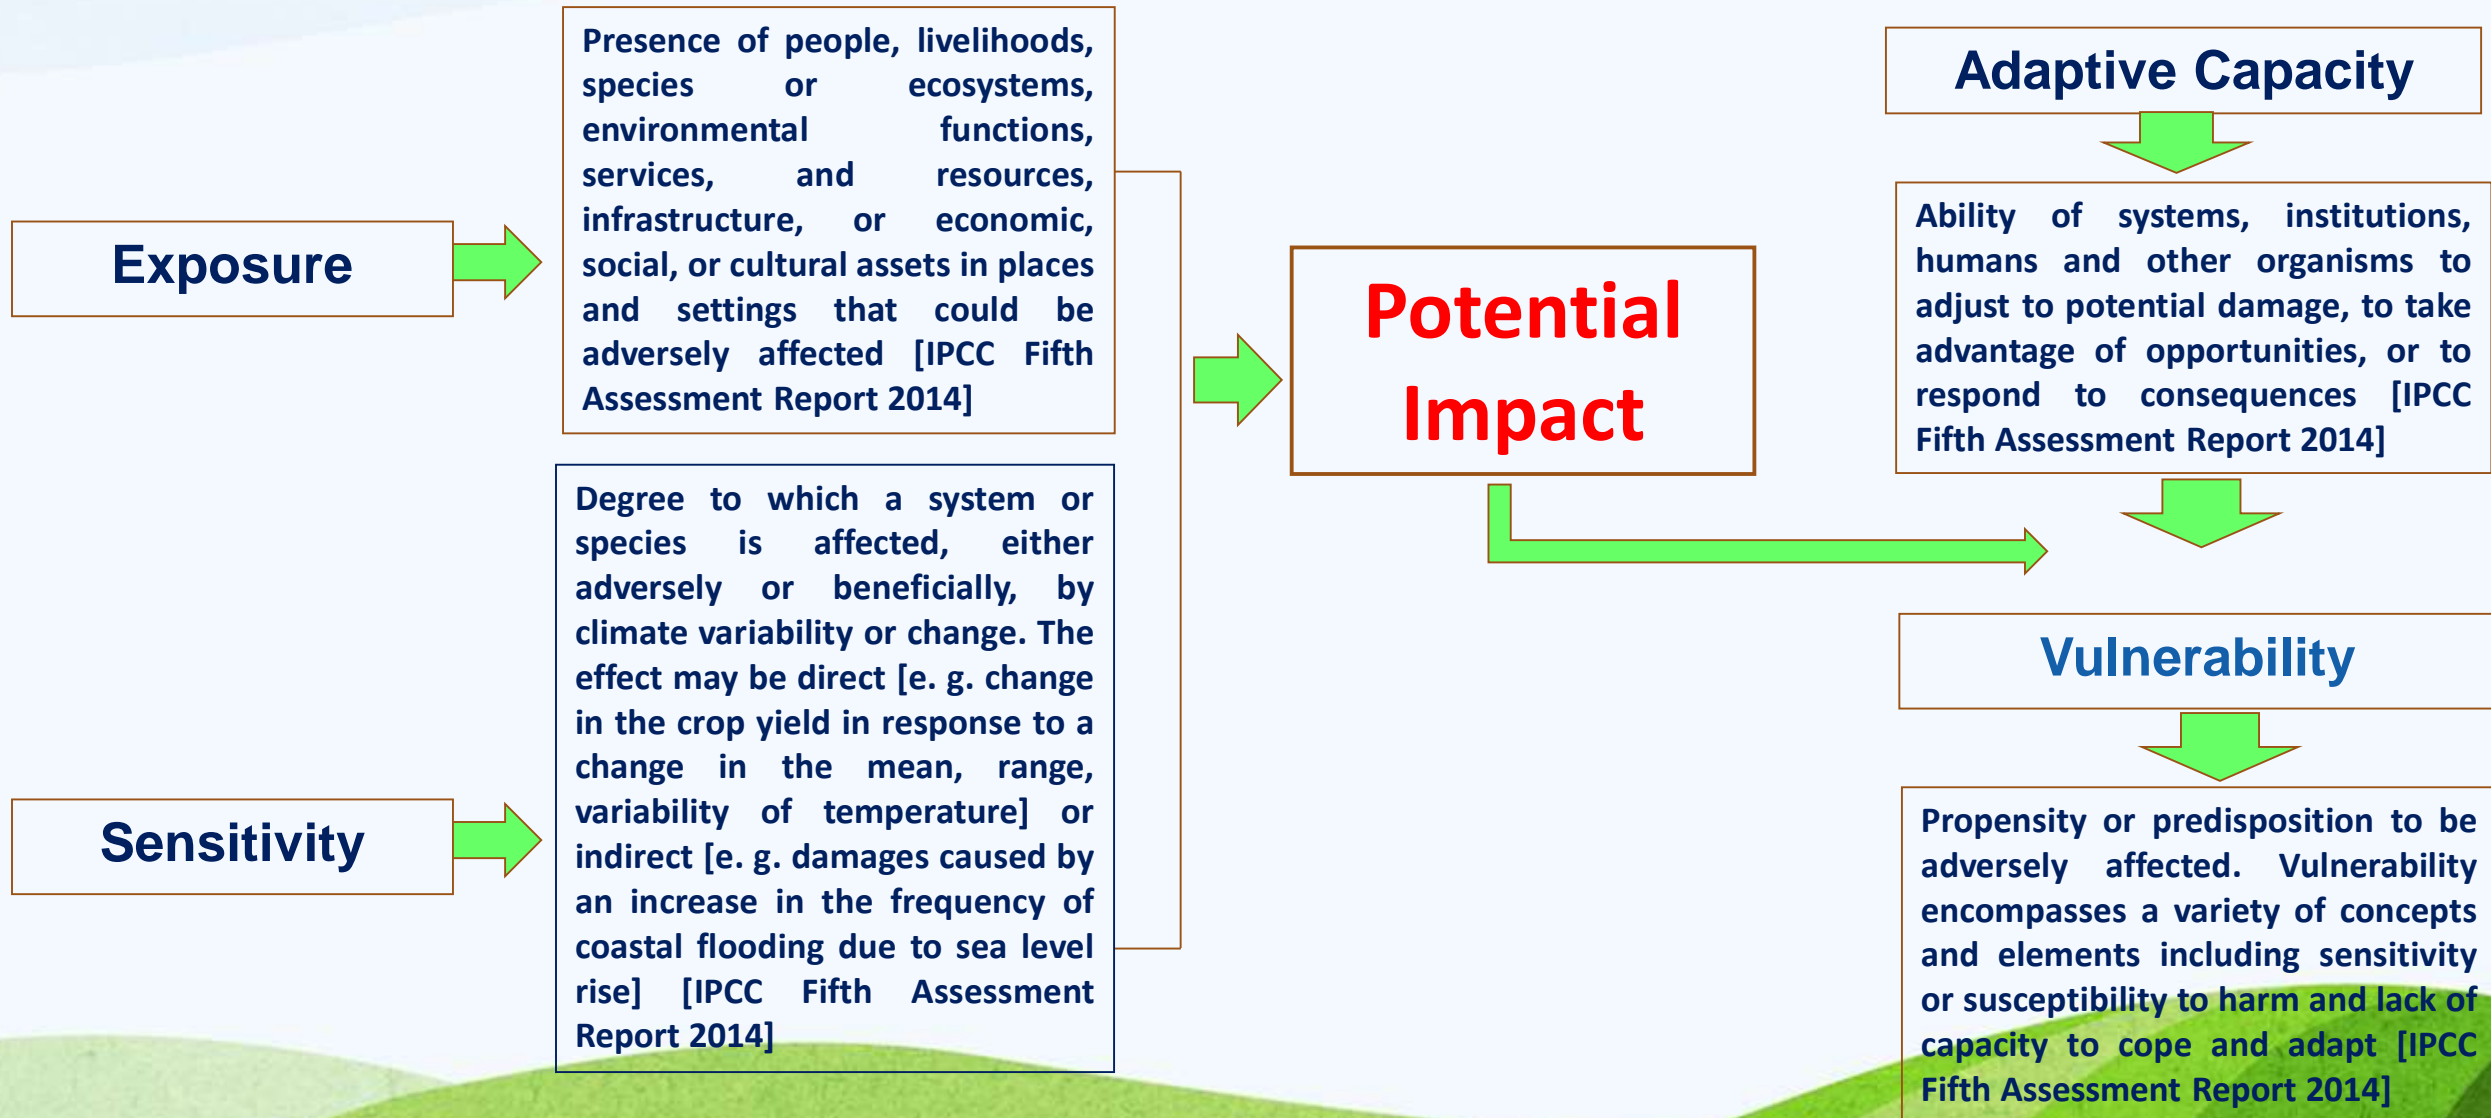 Exposure
Presence of people, livelihoods,
species or ecosystems,
environmental functions,
services, and resources,
infrastructure, or economic,
social, or cultural assets in places
and settings that could be
adversely affected [IPCC Fifth
Assessment Report 2014]
Sensitivity
Degree to which a system or
species is affected, either
adversely or beneficially, by
climate variability or change. The
effect may be direct [e. g. change
in the crop yield in response to a
change in the mean, range,
variability of temperature] or
indirect [e. g. damages caused by
an increase in the frequency of
coastal flooding due to sea level
rise] [IPCC Fifth Assessment
Report 2014]
Potential
Impact
Adaptive Capacity
Ability of systems, institutions,
humans and other organisms to
adjust to potential damage, to take
advantage of opportunities, or to
respond to consequences [IPCC
Fifth Assessment Report 2014]
Vulnerability
Propensity or predisposition to be
adversely affected. Vulnerability
encompasses a variety of concepts
and elements including sensitivity
or susceptibility to harm and lack of
capacity to cope and adapt [IPCC
Fifth Assessment Report 2014]